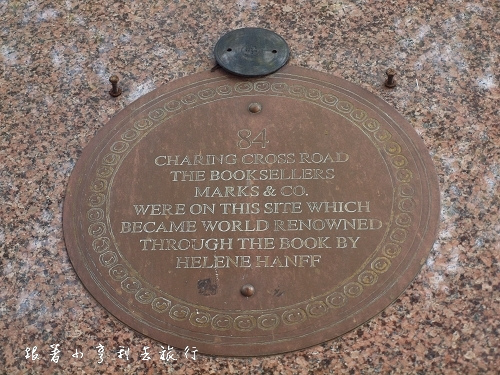 84
CHARING CROSS ROAD
THE BOOKSELLERS
MARKS & CO.
WERE ON THIS SITE WHICH
BECAME WORLD RENOWNED
THROUGH THE BOOK BY
HELENE HANFF
跟著小亨利去旅行